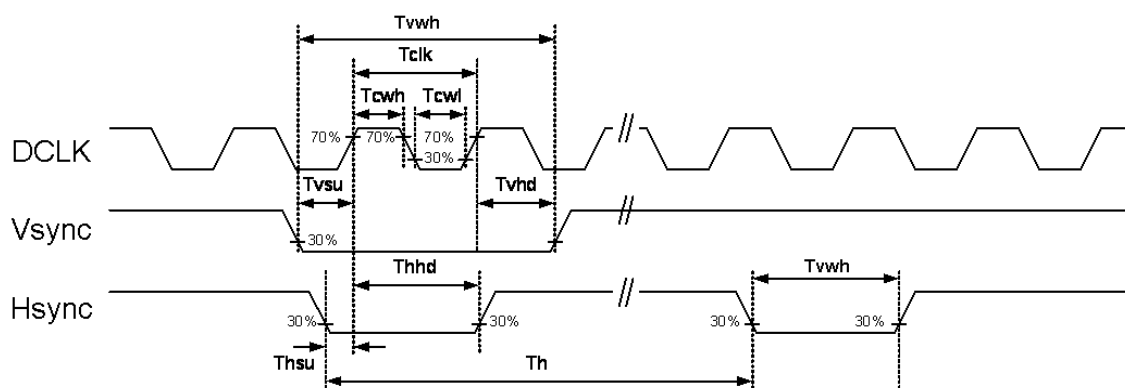 Tvwh
Tclk
Tcwh Tcwl
DCLK 70% 70% 70% 30%
Tvsu Tvhd
Vsync 30%
Thhd Tvwh
Hsync 30% 30% 30% 30%
Thsu Th